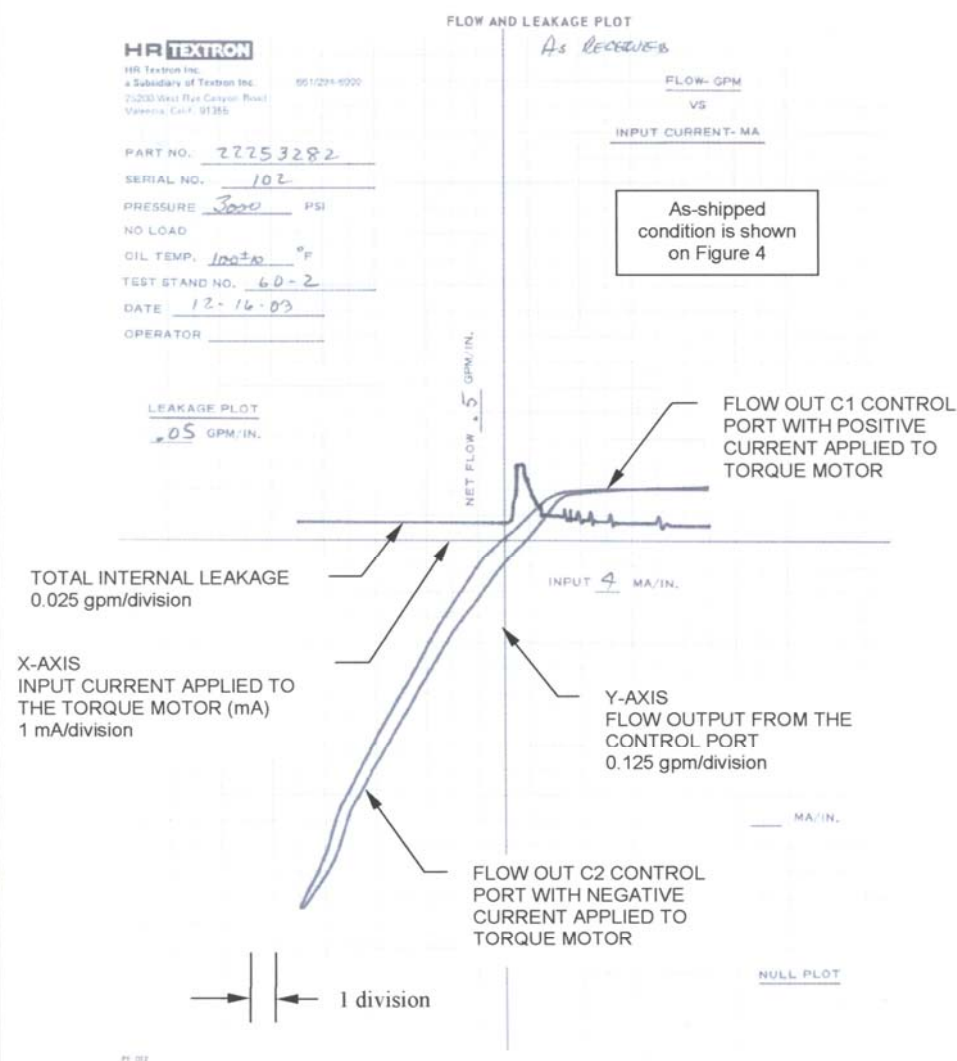 FLOW AND LEAKAGE PLOT
As RECEIVED
HR TEXTRON
HR Textron Inc.
a Subsidiary of Textron Inc.
25200 West Rye Canyon Road
Valencia, Calif. 91355
FLOW- GPM
VS
INPUT CURRENT- MA
PART NO. 22253282
SERIAL NO. 102
PRESSURE 3000 PSI
NO LOAD
OIL TEMP. 100±10 °F
TEST STAND NO. 60-2
DATE 12-16-03
OPERATOR
As-shipped
condition is shown
on Figure 4
LEAKAGE PLOT
.05 GPM/IN.
NET FLOW .5 GPM/IN.
FLOW OUT C1 CONTROL
PORT WITH POSITIVE
CURRENT APPLIED TO
TORQUE MOTOR
TOTAL INTERNAL LEAKAGE
0.025 gpm/division
INPUT 4 MA/IN.
X-AXIS
INPUT CURRENT APPLIED TO
THE TORQUE MOTOR (mA)
1 mA/division
Y-AXIS
FLOW OUTPUT FROM THE
CONTROL PORT
0.125 gpm/division
MA/IN.
FLOW OUT C2 CONTROL
PORT WITH NEGATIVE
CURRENT APPLIED TO
TORQUE MOTOR
NULL PLOT
1 division